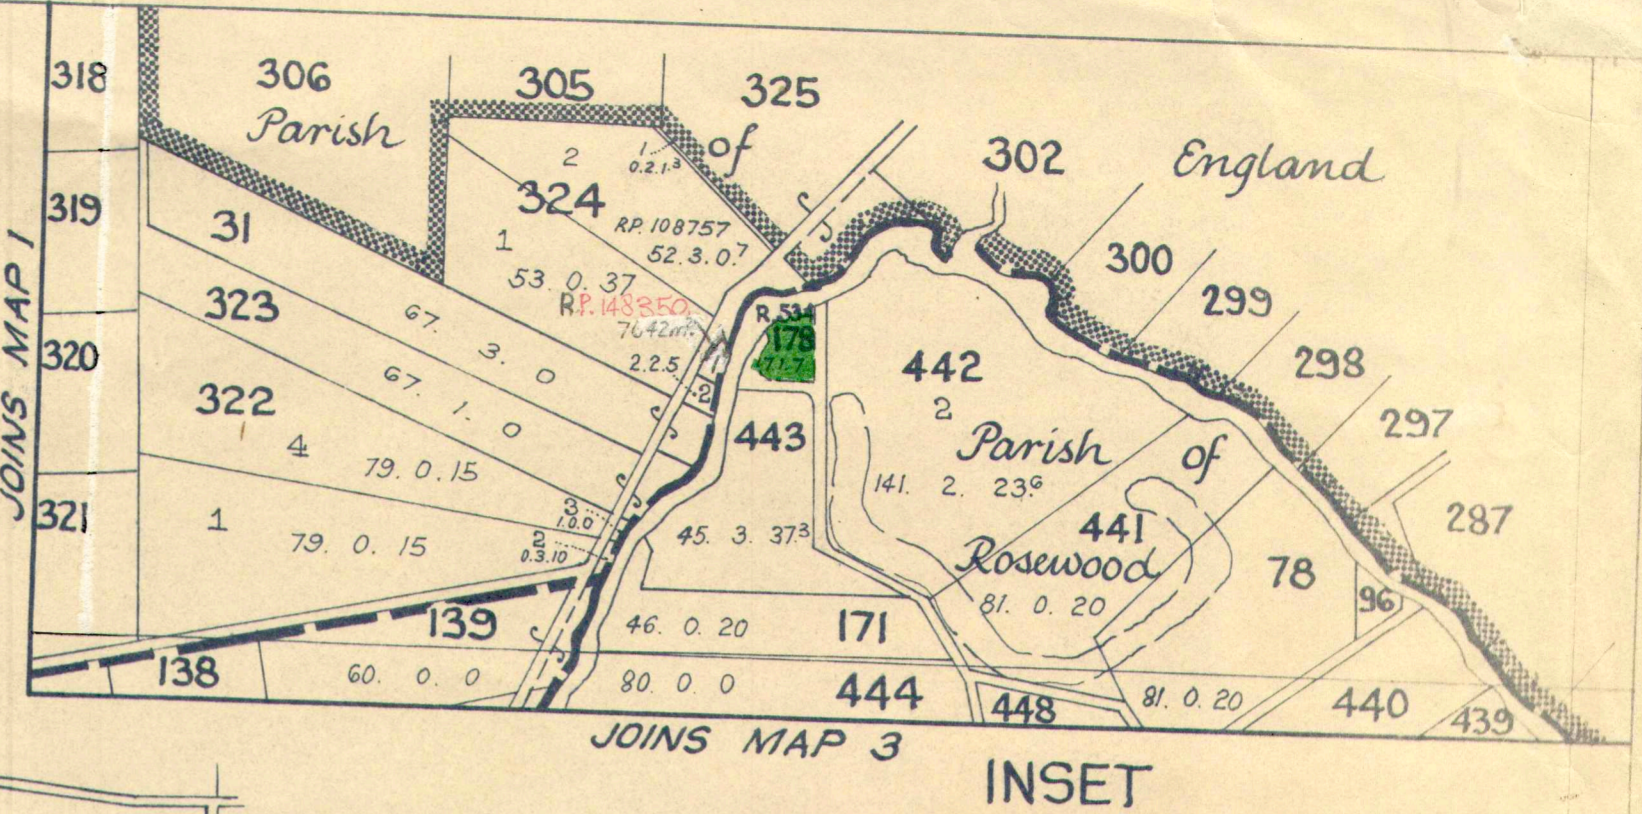 318
306
305
325
Parish
of
302
England
2
1
0.2.1.³
324
319
31
RP. 108757
1
52.3.0.⁷
300
53. 0. 37
R.P. 148350.
323
67. 3. 0
R.534
299
178
JOINS MAP 1
320
2.2.5
2
442
2
298
322
67. 1. 0
443
297
Parish of
4
79. 0. 15
141. 2. 23.⁶
321
1
3
1.0.0
287
79. 0. 15
2
0.3.10
45. 3. 37.³
441
Rosewood
78
81. 0. 20
96
139
46. 0. 20
171
138
60. 0. 0
80. 0. 0
444
448
81. 0. 20
440
439
JOINS MAP 3
INSET